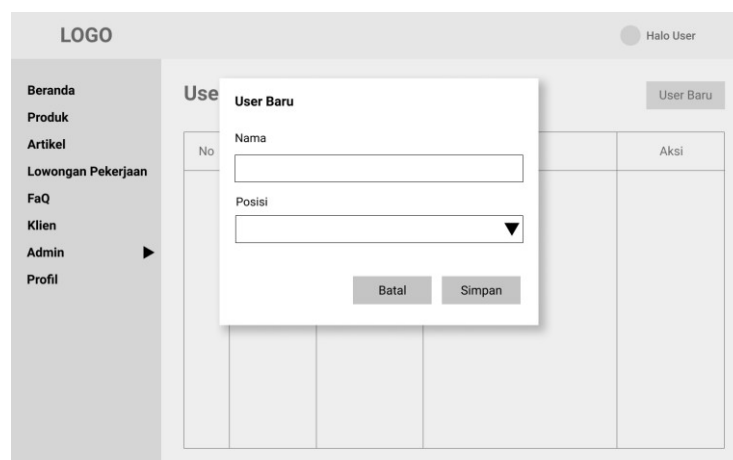 LOGO
Halo User
Beranda
Produk
Artikel
Lowongan Pekerjaan
FaQ
Klien
Admin
Profil
Use
User Baru
No
Aksi
User Baru
Nama
Posisi
Batal
Simpan